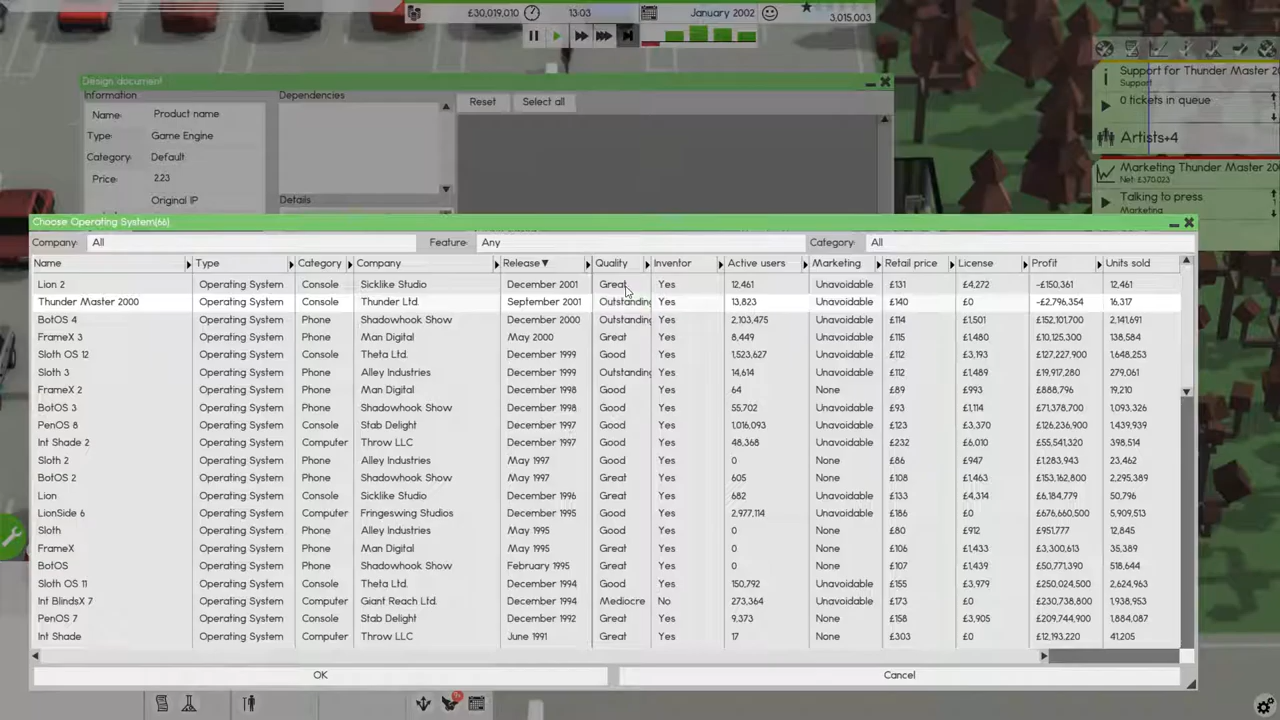 £30,019,010 13:03 January 2002 3,015,003
Design document
Information Dependencies Reset Select all
Name: Product name
Type: Game Engine
Category: Default
Price: 2.23
Original IP Details
Support for Thunder Master 20
Support
0 tickets in queue
Artists+4
Marketing Thunder Master 200
Net: £370,023
Talking to press
Marketing
Choose Operating System(66)
Company: All Feature: Any Category: All
Name Type Category Company Release▼ Quality Inventor Active users Marketing Retail price License Profit Units sold
Lion 2 Operating System Console Sicklike Studio December 2001 Great Yes 12,461 Unavoidable £131 £4,272 -£150,361 12,461
Thunder Master 2000 Operating System Console Thunder Ltd. September 2001 Outstanding Yes 13,823 Unavoidable £140 £0 -£2,796,354 16,317
BotOS 4 Operating System Phone Shadowhook Show December 2000 Outstanding Yes 2,103,475 Unavoidable £114 £1,501 £152,101,700 2,141,691
FrameX 3 Operating System Phone Man Digital May 2000 Great Yes 8,449 Unavoidable £115 £1,480 £10,125,300 138,584
Sloth OS 12 Operating System Console Theta Ltd. December 1999 Good Yes 1,523,627 Unavoidable £112 £3,193 £127,227,900 1,648,253
Sloth 3 Operating System Phone Alley Industries December 1999 Outstanding Yes 14,614 Unavoidable £112 £1,489 £19,917,280 279,061
FrameX 2 Operating System Phone Man Digital December 1998 Good Yes 64 None £89 £993 £888,796 19,210
BotOS 3 Operating System Phone Shadowhook Show December 1998 Good Yes 55,702 Unavoidable £93 £1,114 £71,378,700 1,093,326
PenOS 8 Operating System Phone Stab Delight December 1997 Good Yes 1,016,093 Unavoidable £123 £3,370 £126,236,900 1,439,939
Int Shade 2 Operating System Computer Throw LLC December 1997 Good Yes 48,368 Unavoidable £232 £6,010 £55,541,320 398,514
Sloth 2 Operating System Phone Alley Industries May 1997 Good Yes 0 None £86 £947 £1,283,943 23,462
BotOS 2 Operating System Phone Shadowhook Show May 1997 Great Yes 605 Unavoidable £108 £1,463 £153,162,800 2,295,389
Lion Operating System Console Sicklike Studio December 1996 Great Yes 682 Unavoidable £133 £4,314 £6,184,779 50,796
LionSide 6 Operating System Computer Fringeswing Studios December 1995 Good Yes 2,977,114 Unavoidable £186 £0 £676,660,500 5,909,513
Sloth Operating System Phone Alley Industries May 1995 Good Yes 0 None £80 £912 £951,777 12,845
FrameX Operating System Phone Man Digital May 1995 Great Yes 0 None £106 £1,433 £3,300,613 35,389
BotOS Operating System Phone Shadowhook Show February 1995 Great Yes 0 None £107 £1,439 £50,771,390 518,644
Sloth OS 11 Operating System Console Theta Ltd. December 1994 Good Yes 150,792 Unavoidable £155 £3,979 £250,024,500 2,624,963
Int BlindsX 7 Operating System Computer Giant Reach Ltd. December 1994 Mediocre No 273,364 Unavoidable £173 £0 £230,738,800 1,938,953
PenOS 7 Operating System Console Stab Delight December 1992 Great Yes 9,373 Unavoidable £158 £3,905 £209,744,900 1,884,087
Int Shade Operating System Computer Throw LLC June 1991 Great Yes 17 None £303 £0 £12,193,220 41,205
OK Cancel